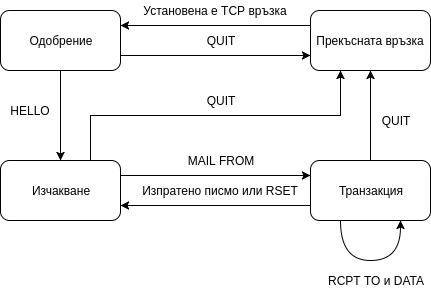 Установена е TCP връзка
Одобрение
QUIT
Прекъсната връзка
HELLO
QUIT
QUIT
MAIL FROM
Изчакване
Изпратено писмо или RSET
Транзакция
RCPT TO и DATA